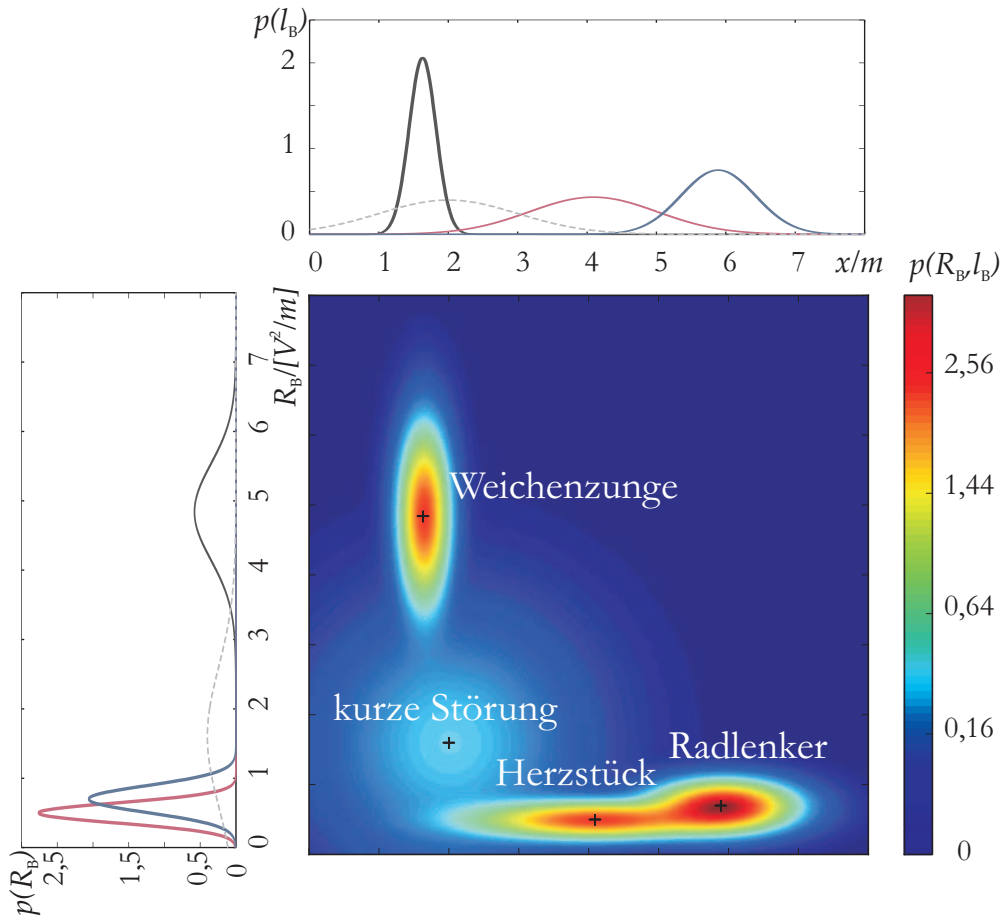 p(l_B)
2
1
0
0 1 2 3 4 5 6 7 x/m
p(R_B,l_B)
R_B/[V²/m]
7
6
5
4
3
2
1
0
p(R_B)
2,5
1,5
0,5
0
Weichenzunge
kurze Störung
Radlenker
Herzstück
2,56
1,44
0,64
0,16
0